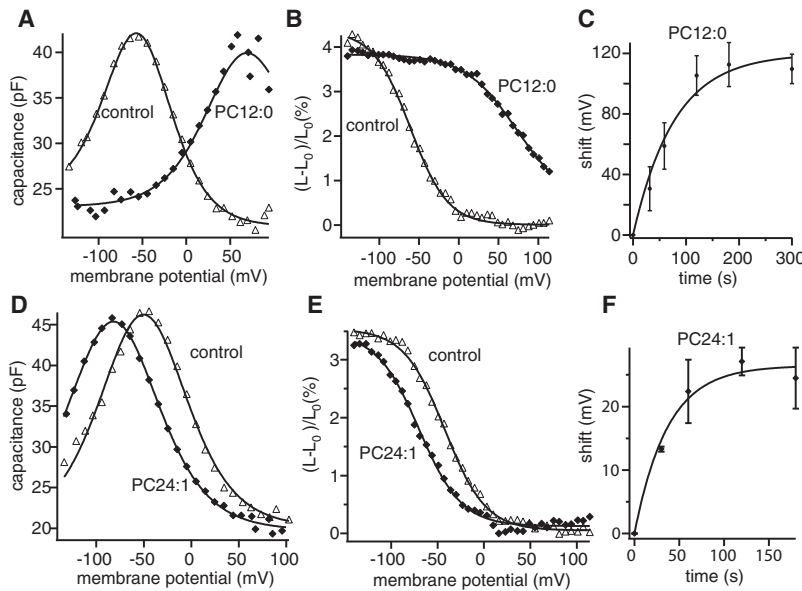 A
capacitance (pF)
40
35
30
25
control
PC12:0
-100
-50
0
50
membrane potential (mV)
B
(L-L0)/L0(%)
4
3
2
1
0
control
PC12:0
-100
-50
0
50
100
membrane potential (mV)
C
shift (mV)
120
80
40
0
PC12:0
0
100
200
300
time (s)
D
capacitance (pF)
45
40
35
30
25
20
control
PC24:1
-100
-50
0
50
100
membrane potential (mV)
E
(L-L0)/L0(%)
3
2
1
0
control
PC24:1
-100
-50
0
50
100
membrane potential (mV)
F
shift (mV)
20
10
0
PC24:1
0
50
100
150
time (s)